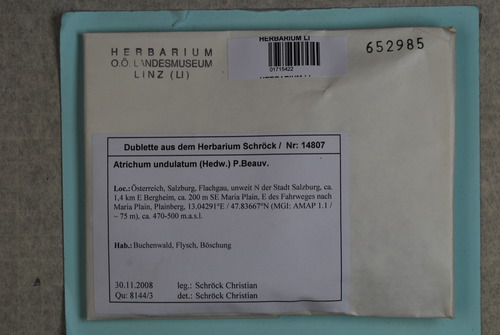 HERBARIUM
O.Ö. LANDESMUSEUM
LINZ (LI)
HERBARIUM LI
01715422
HERBARIUM LI
652985
Dublette aus dem Herbarium Schröck / Nr: 14807
Atrichum undulatum (Hedw.) P.Beauv.
Loc.: Österreich, Salzburg, Flachgau, unweit N der Stadt Salzburg, ca.
1,4 km E Bergheim, ca. 200 m SE Maria Plain, E des Fahrweges nach
Maria Plain, Plainberg, 13.04291°E / 47.83667°N (MGI: AMAP 1.1 /
~ 75 m), ca. 470-500 m.a.s.l.
Hab.: Buchenwald, Flysch, Böschung
30.11.2008 leg.: Schröck Christian
Qu: 8144/3 det.: Schröck Christian